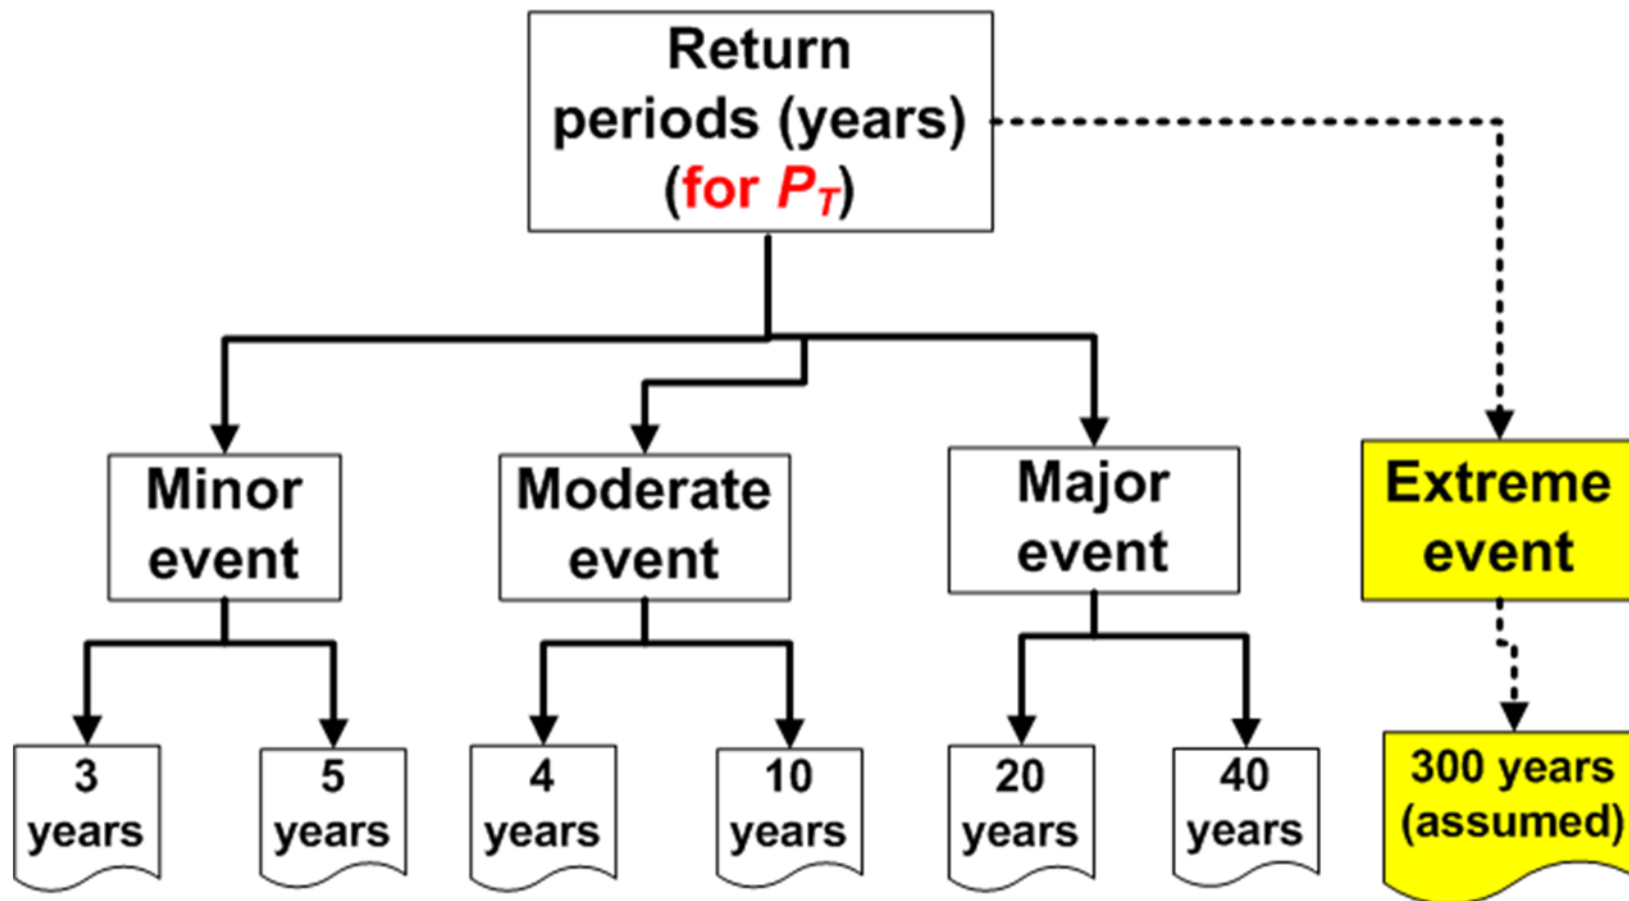 Return
periods (years)
(for P_T)
Minor
event
Moderate
event
Major
event
Extreme
event
3
years
5
years
4
years
10
years
20
years
40
years
300 years
(assumed)